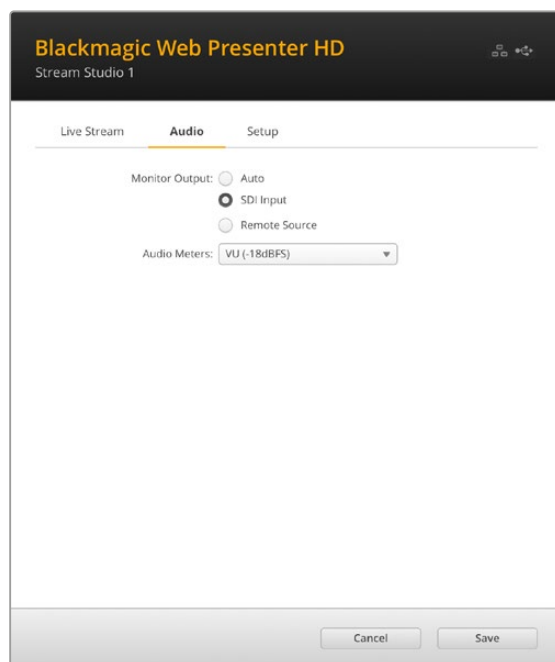 Blackmagic Web Presenter HD
Stream Studio 1
Live Stream Audio Setup
Monitor Output: Auto
SDI Input
Remote Source
Audio Meters: VU (-18dBFS)
Cancel Save